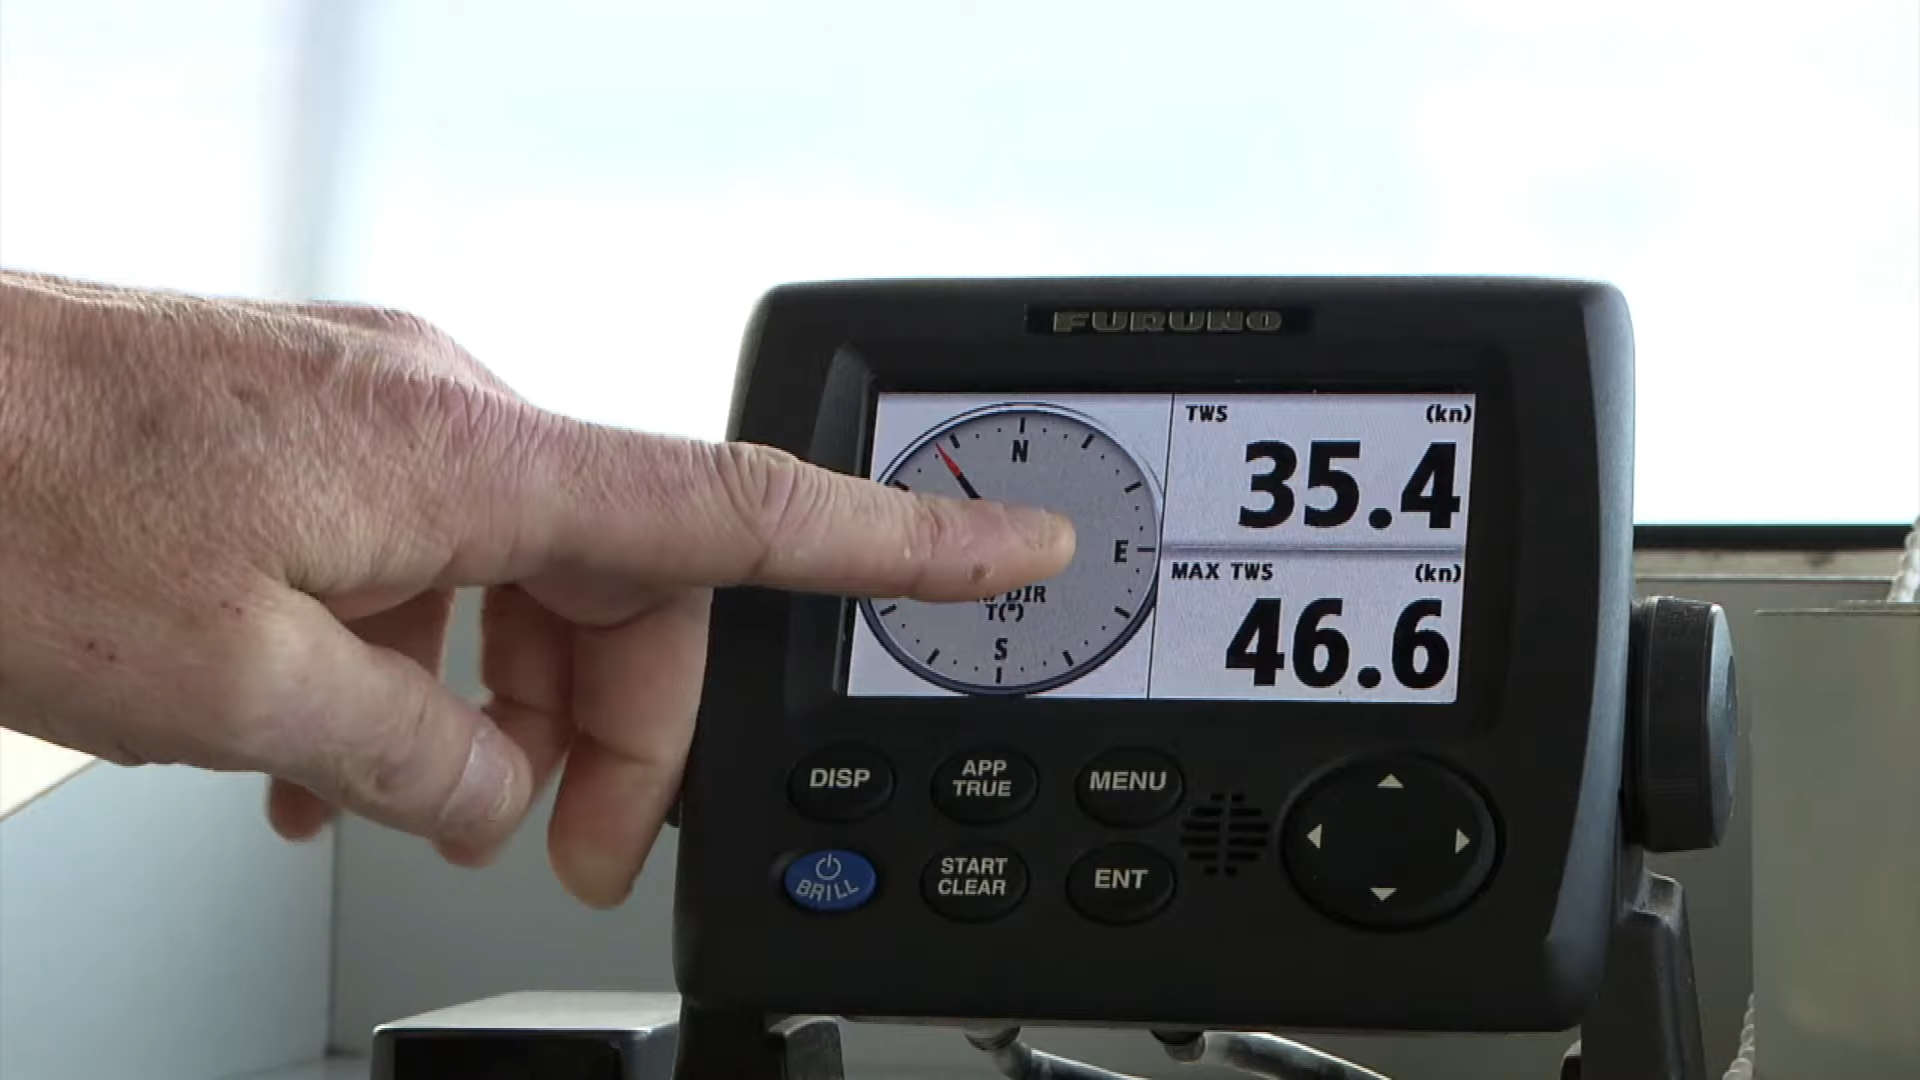 FURUNO
N
E
DIR
T(°)
S
TWS (kn)
35.4
MAX TWS (kn)
46.6
DISP
APP
TRUE
MENU
BRILL
START
CLEAR
ENT